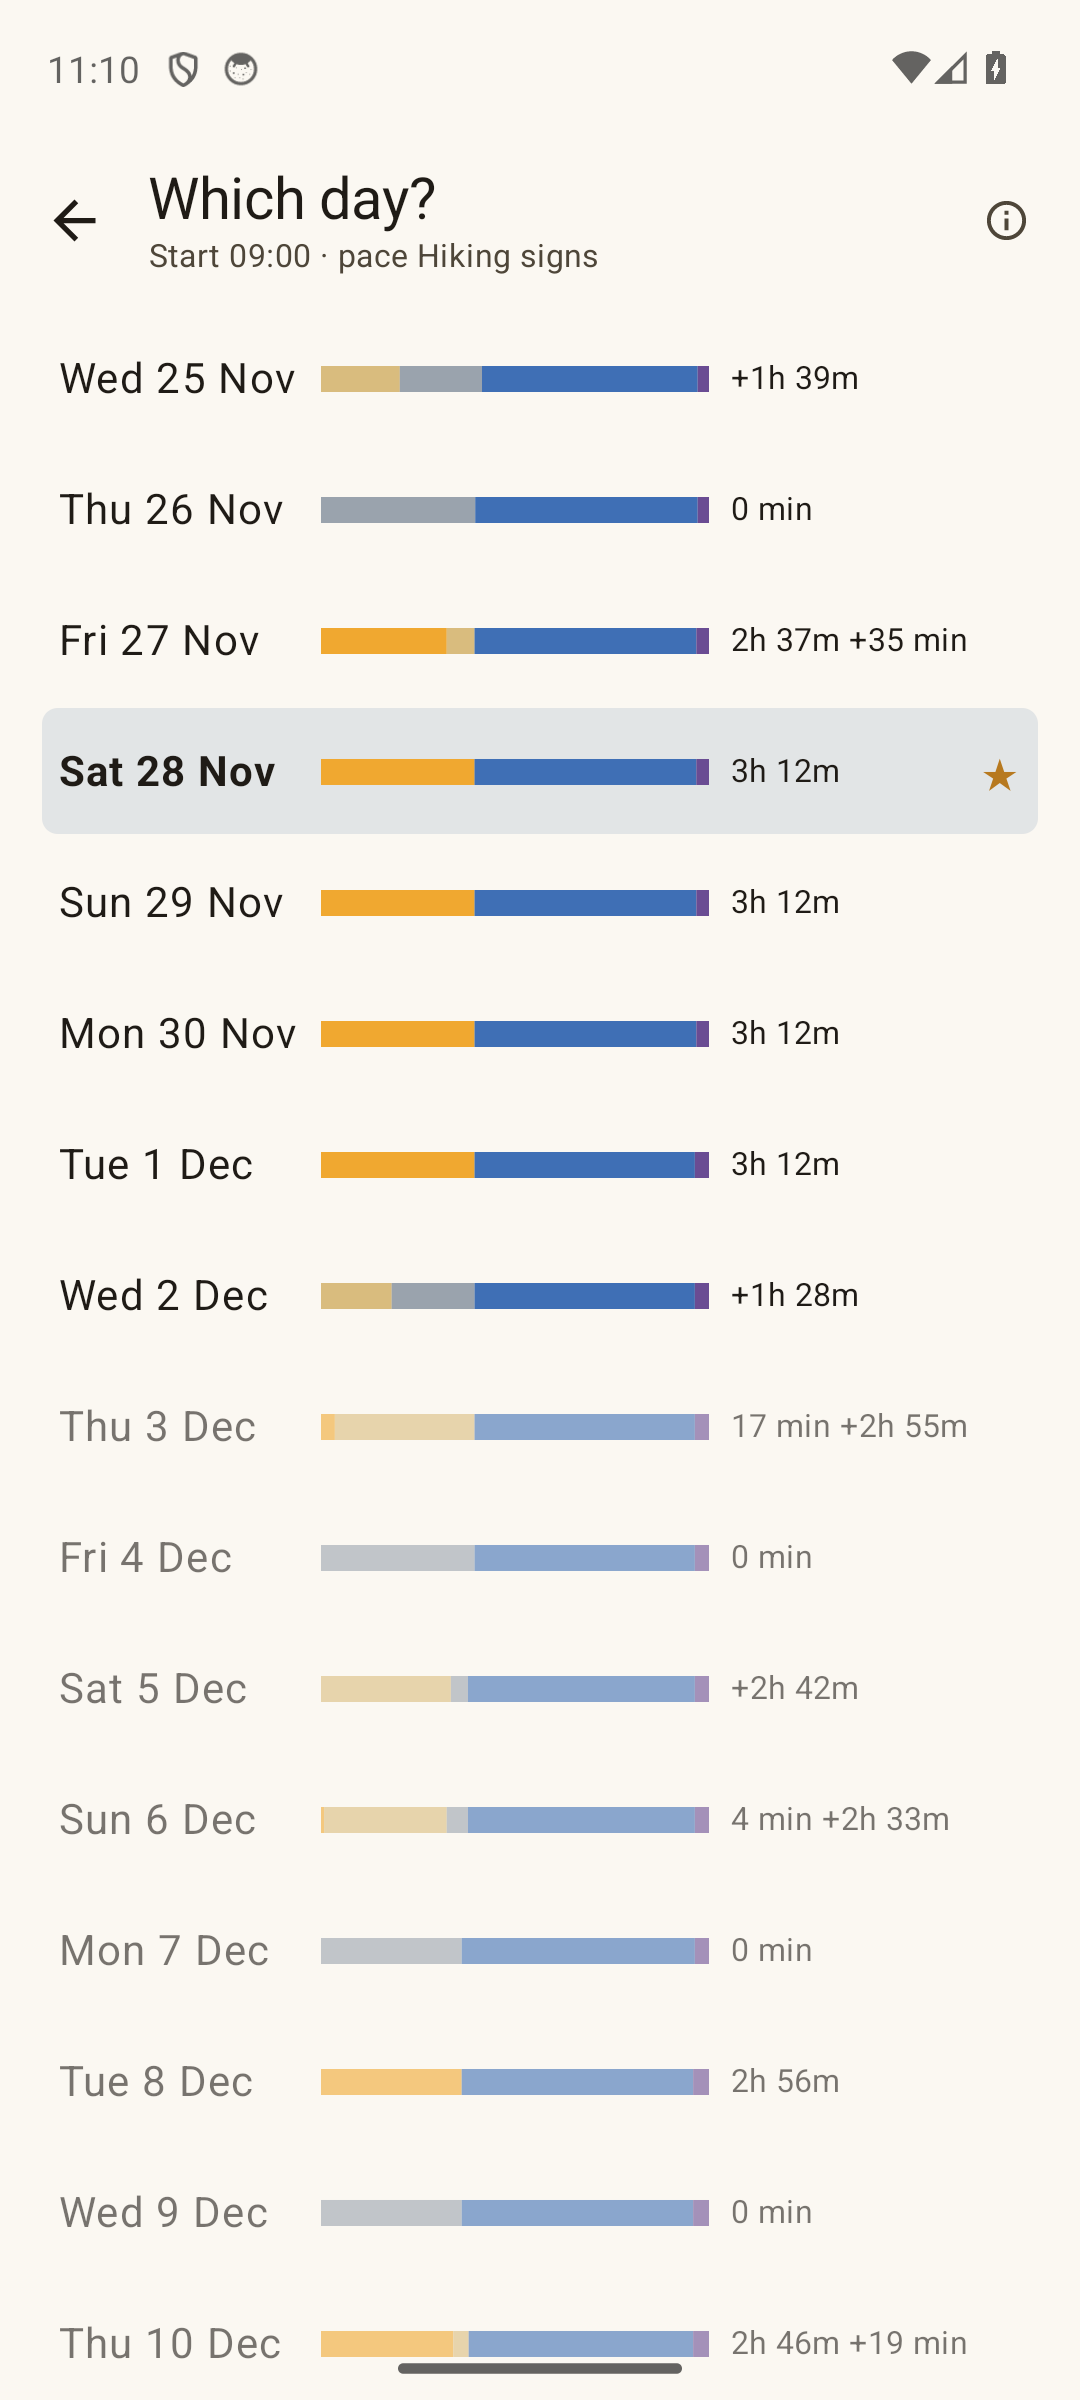 11:10
Which day?
Start 09:00 · pace Hiking signs
Wed 25 Nov +1h 39m
Thu 26 Nov 0 min
Fri 27 Nov 2h 37m +35 min
Sat 28 Nov 3h 12m ★
Sun 29 Nov 3h 12m
Mon 30 Nov 3h 12m
Tue 1 Dec 3h 12m
Wed 2 Dec +1h 28m
Thu 3 Dec 17 min +2h 55m
Fri 4 Dec 0 min
Sat 5 Dec +2h 42m
Sun 6 Dec 4 min +2h 33m
Mon 7 Dec 0 min
Tue 8 Dec 2h 56m
Wed 9 Dec 0 min
Thu 10 Dec 2h 46m +19 min